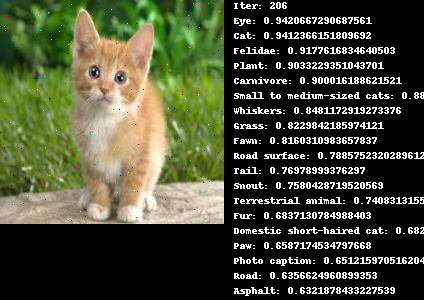 Iter: 206
Eye: 0.9420667290687561
Cat: 0.9412366151809692
Felidae: 0.9177616834640503
Plant: 0.9033229351043701
Carnivore: 0.900016188621521
Small to medium-sized cats: 0.88
Whiskers: 0.8481172919273376
Grass: 0.8229842185974121
Fawn: 0.8160310983657837
Road surface: 0.7885752320289612
Tail: 0.76978999376297
Snout: 0.7580428719520569
Terrestrial animal: 0.7408313155
Fur: 0.6837130784988403
Domestic short-haired cat: 0.682
Paw: 0.6587174534797668
Photo caption: 0.6512159705162048
Road: 0.6356624960899353
Asphalt: 0.6321878433227539